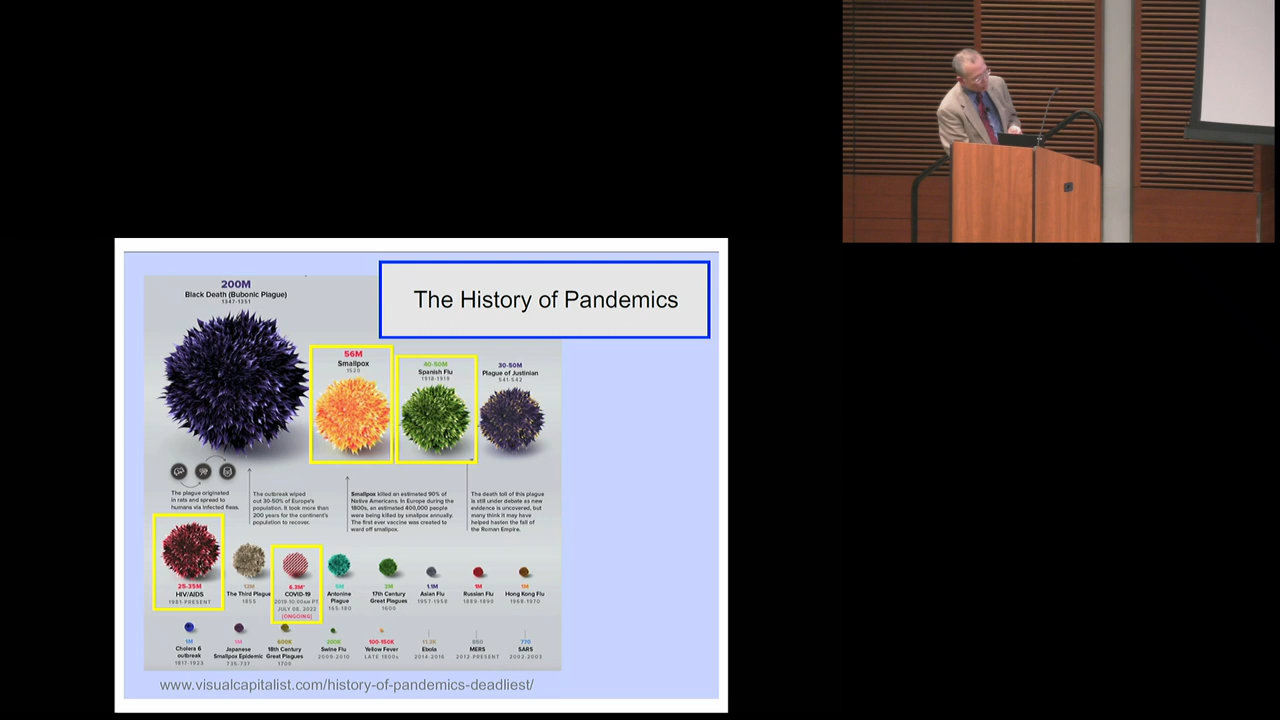 The History of Pandemics
200M
Black Death (Bubonic Plague)
1347-1351
56M
Smallpox
1520
40-50M
Spanish Flu
1918-1919
30-50M
Plague of Justinian
541-542
The plague originated
in rats and spread to
humans via infected fleas.
The outbreak wiped
out 30-50% of Europe's
population. It took more than
200 years for the continent's
population to recover.
Smallpox killed an estimated 90% of
Native Americans. In Europe during the
1800s, an estimated 400,000 people
were being killed by smallpox annually.
The first ever vaccine was created to
ward off smallpox.
The death toll of this plague
is still under debate as new
evidence is uncovered, but
many think it may have
helped hasten the fall of
the Roman Empire.
25-35M
HIV/AIDS
1981-PRESENT
12M
The Third Plague
1855
6.3M*
COVID-19
2019-10:00am PT,
JULY 08, 2022
[ONGOING]
5M
Antonine
Plague
165-180
3M
17th Century
Great Plagues
1600
1.1M
Asian Flu
1957-1958
1M
Russian Flu
1889-1890
1M
Hong Kong Flu
1968-1970
1M
Cholera 6
outbreak
1817-1923
1M
Japanese
Smallpox Epidemic
735-737
600K
18th Century
Great Plagues
1700
200K
Swine Flu
2009-2010
100-150K
Yellow Fever
LATE 1800s
11.3K
Ebola
2014-2016
850
MERS
2012-PRESENT
770
SARS
2002-2003
www.visualcapitalist.com/history-of-pandemics-deadliest/